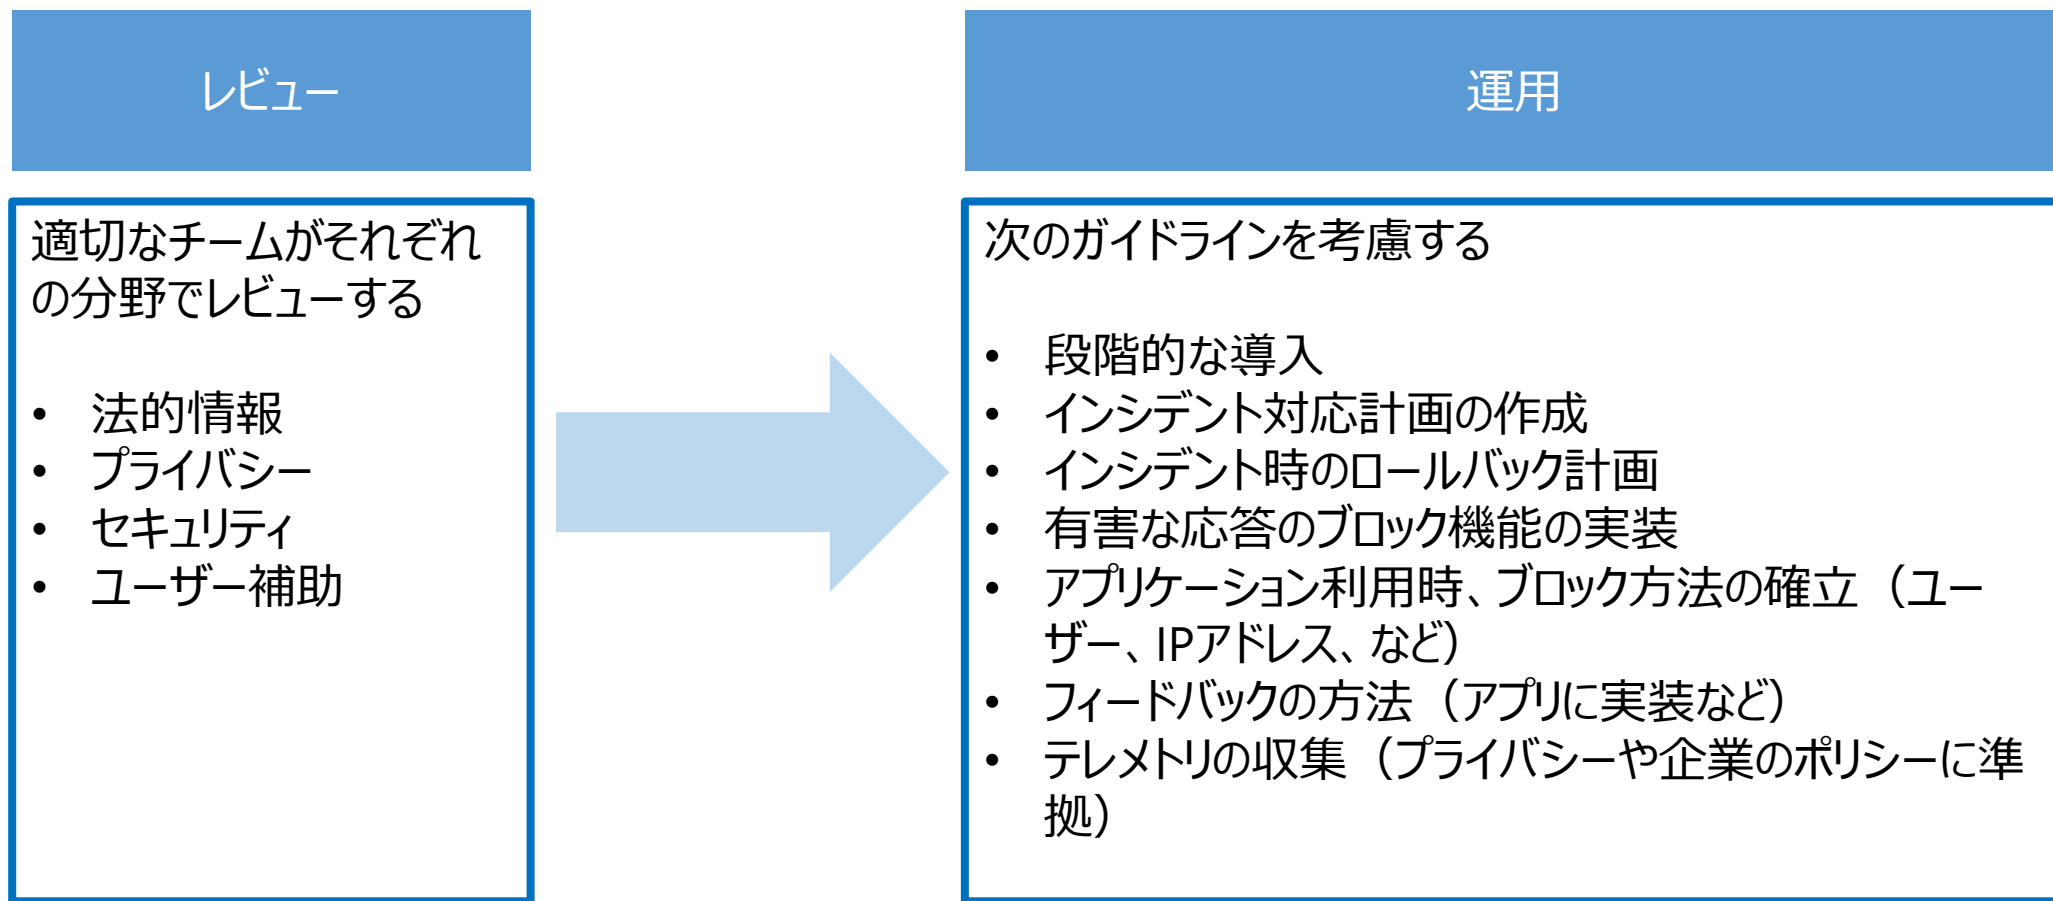 レビュー
適切なチームがそれぞれ
の分野でレビューする
• 法的情報
• プライバシー
• セキュリティ
• ユーザー補助
運用
次のガイドラインを考慮する
• 段階的な導入
• インシデント対応計画の作成
• インシデント時のロールバック計画
• 有害な応答のブロック機能の実装
• アプリケーション利用時、ブロック方法の確立（ユー
ザー、IPアドレス、など）
• フィードバックの方法（アプリに実装など）
• テレメトリの収集（プライバシーや企業のポリシーに準
拠）